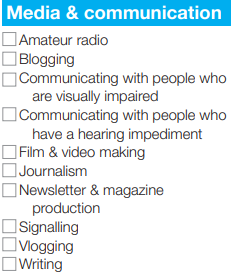 Media & communication
Amateur radio
Blogging
Communicating with people who
are visually impaired
Communicating with people who
have a hearing impediment
Film & video making
Journalism
Newsletter & magazine
production
Signalling
Vlogging
Writing